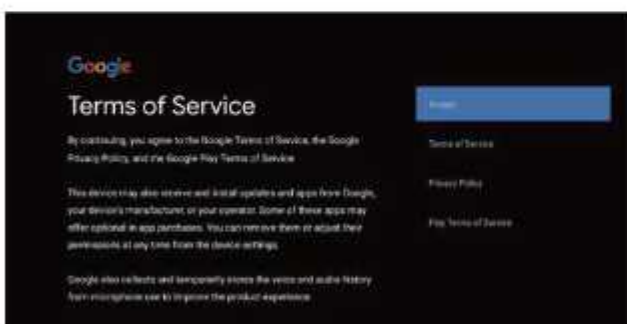 Google
Terms of Service
By continuing, you agree to the Google Terms of Service, the Google
Privacy Policy, and the Google Play Terms of Service
This device may also receive and install updates and apps from Google,
your device's manufacturer, or your operator. Some of these apps may
offer optional in app purchases. You can remove them or adjust their
permissions at any time from the device settings.
Google also collects and temporarily stores the voice and audio history
from microphone use to improve the product experience
Accept
Terms of Service
Privacy Policy
Play Terms of Service